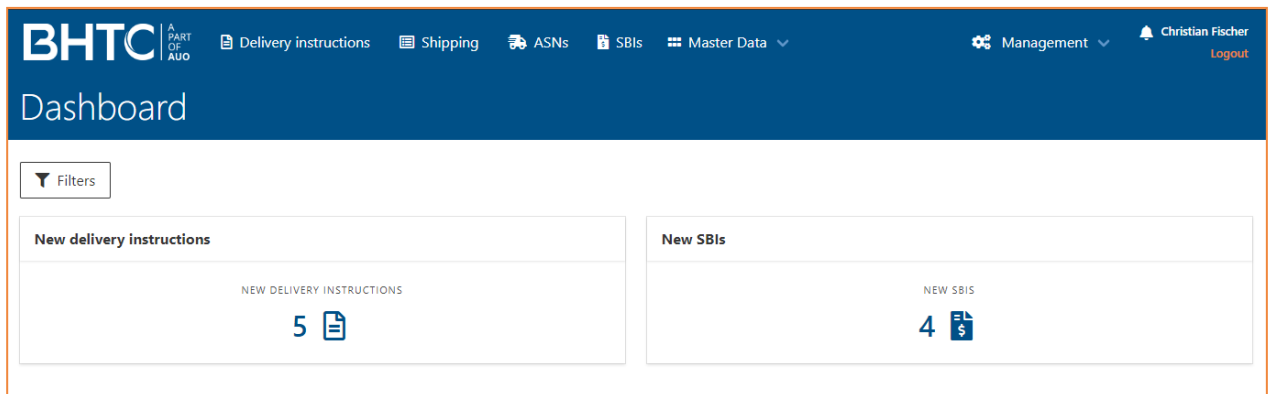 BHTC A
PART
OF
AUO
Delivery instructions Shipping ASNs SBIs Master Data Management Christian Fischer
Logout
Dashboard
Filters
New delivery instructions
NEW DELIVERY INSTRUCTIONS
5
New SBIs
NEW SBIS
4 $